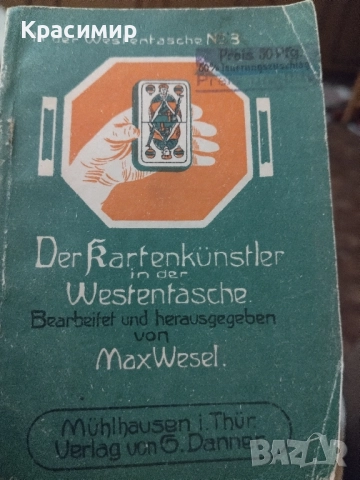 Красимир
der Westentasche No 3
Preis 30 Pfg.
Der Kartenkünstler
in der
Westentasche.
Bearbeitet und herausgegeben
von
Max Wesel.
Mühlhausen i. Thür.
Verlag von G. Danner
BAZAR